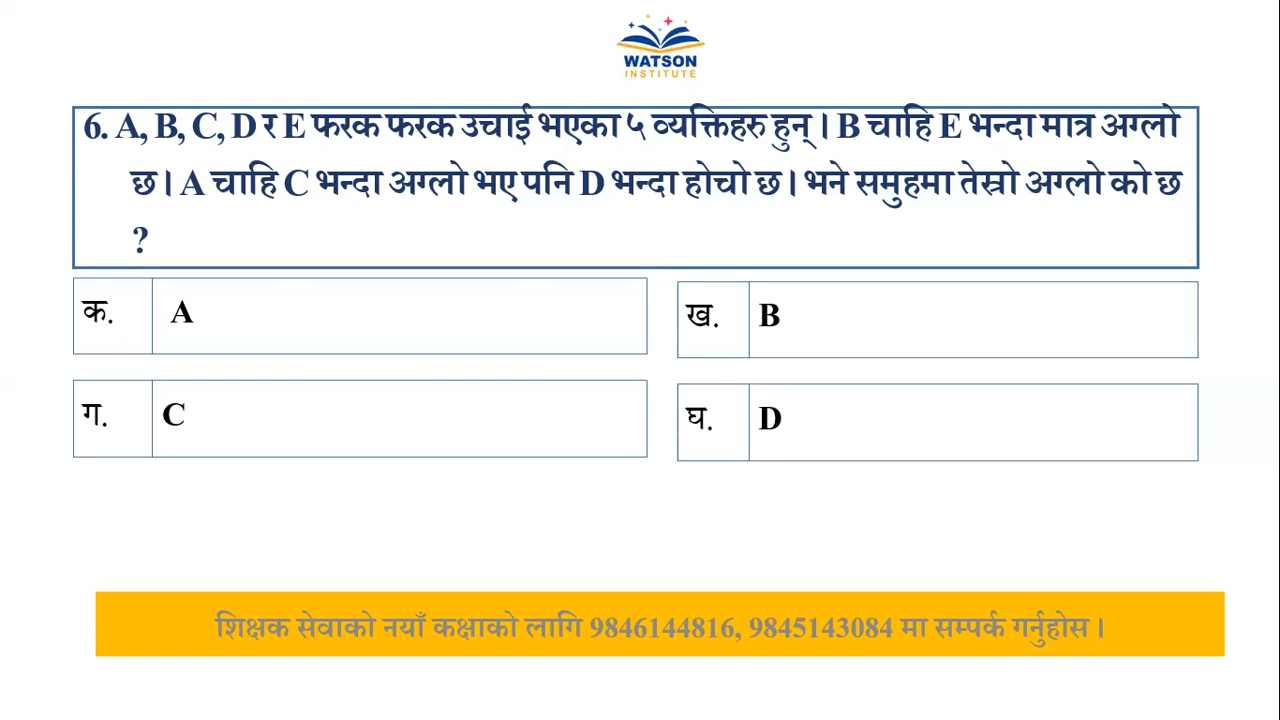 WATSON
INSTITUTE
6. A, B, C, D र E फरक फरक उचाई भएका ५ व्यक्तिहरु हुन् । B चाहि E भन्दा मात्र अग्लो
छ । A चाहि C भन्दा अग्लो भए पनि D भन्दा होचो छ । भने समुहमा तेस्रो अग्लो को छ
?
क. A
ख. B
ग. C
घ. D
शिक्षक सेवाको नयाँ कक्षाको लागि 9846144816, 9845143084 मा सम्पर्क गर्नुहोस ।